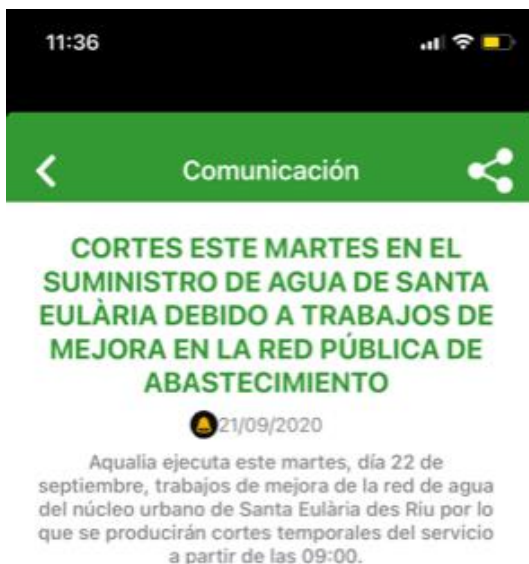 11:36
Comunicación
CORTES ESTE MARTES EN EL
SUMINISTRO DE AGUA DE SANTA
EULÀRIA DEBIDO A TRABAJOS DE
MEJORA EN LA RED PÚBLICA DE
ABASTECIMIENTO
21/09/2020
Aqualia ejecuta este martes, día 22 de
septiembre, trabajos de mejora de la red de agua
del núcleo urbano de Santa Eulària des Riu por lo
que se producirán cortes temporales del servicio
a partir de las 09:00.